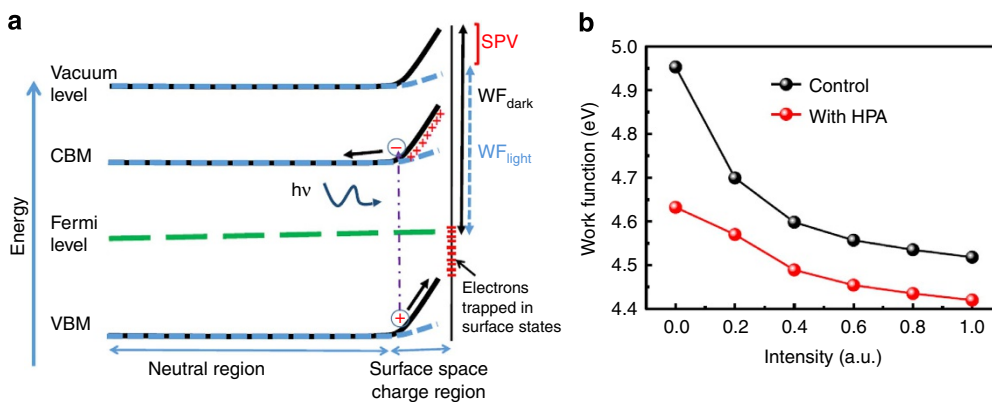 a
Vacuum
level
CBM
hν
Fermi
level
VBM
Energy
SPV
WFdark
WFlight
Electrons
trapped in
surface states
Neutral region
Surface space
charge region
b
Work function (eV)
5.0
4.9
4.8
4.7
4.6
4.5
4.4
Control
With HPA
0.0 0.2 0.4 0.6 0.8 1.0
Intensity (a.u.)